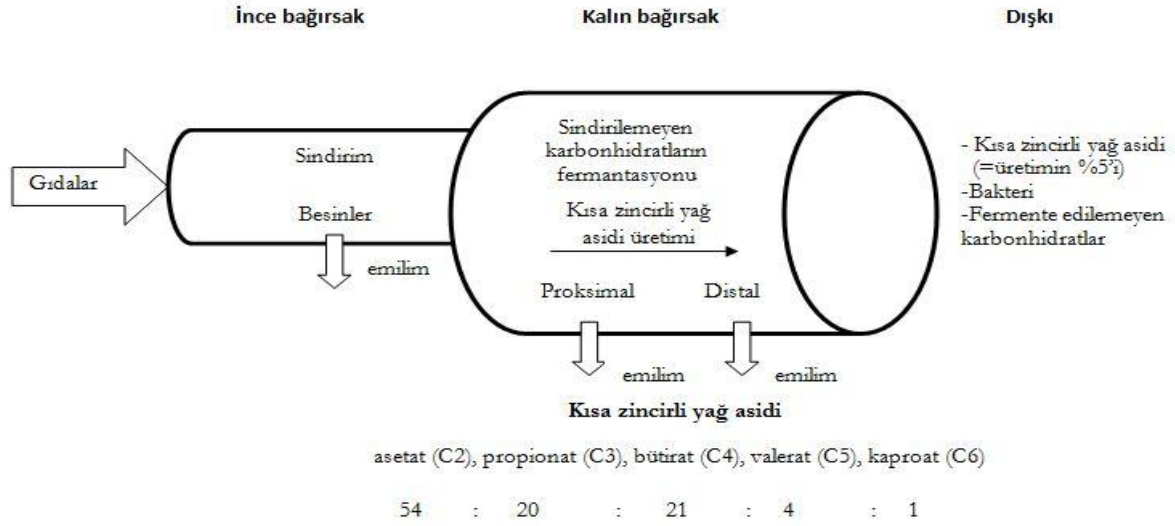 İnce bağırsak
Kalın bağırsak
Dışkı
Gıdalar
Sindirim
Besinler
emilim
Sindirilemeyen
karbonhidratların
fermantasyonu
Kısa zincirli yağ
asidi üretimi
Proksimal
Distal
emilim
emilim
- Kısa zincirli yağ asidi
(=üretimin %5'i)
-Bakteri
-Fermente edilemeyen
karbonhidratlar
Kısa zincirli yağ asidi
asetat (C2), propionat (C3), bütirat (C4), valerat (C5), kaproat (C6)
54 : 20 : 21 : 4 : 1